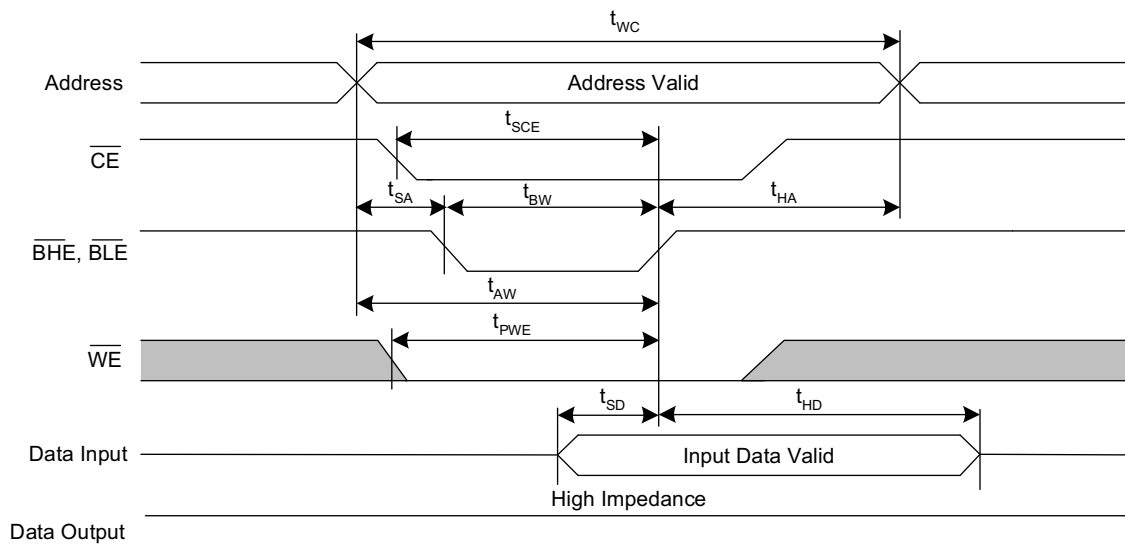 tWC
Address
Address Valid
tSCE
CE
tSA
tBW
tHA
BHE, BLE
tAW
tPWE
WE
tSD
tHD
Data Input
Input Data Valid
High Impedance
Data Output